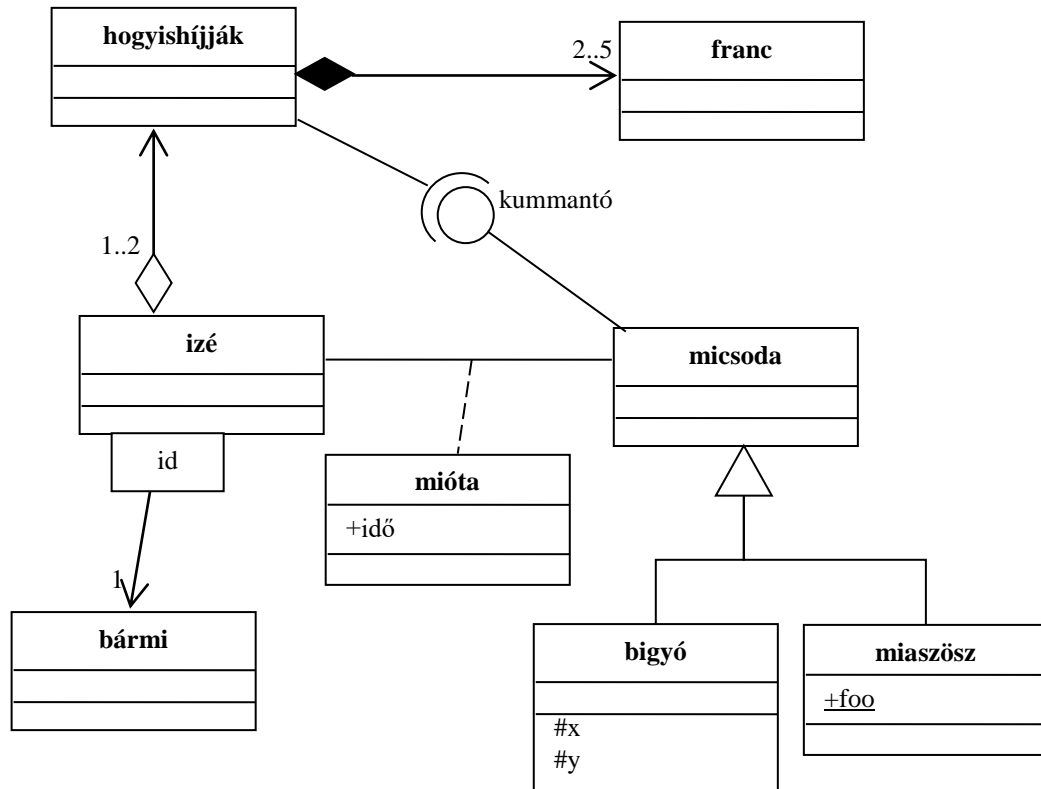 hogyishíjják
2..5
franc
kummantó
1..2
izé
micsoda
id
mióta
+idő
1
bármi
bigyó
miaszösz
+foo
#x
#y